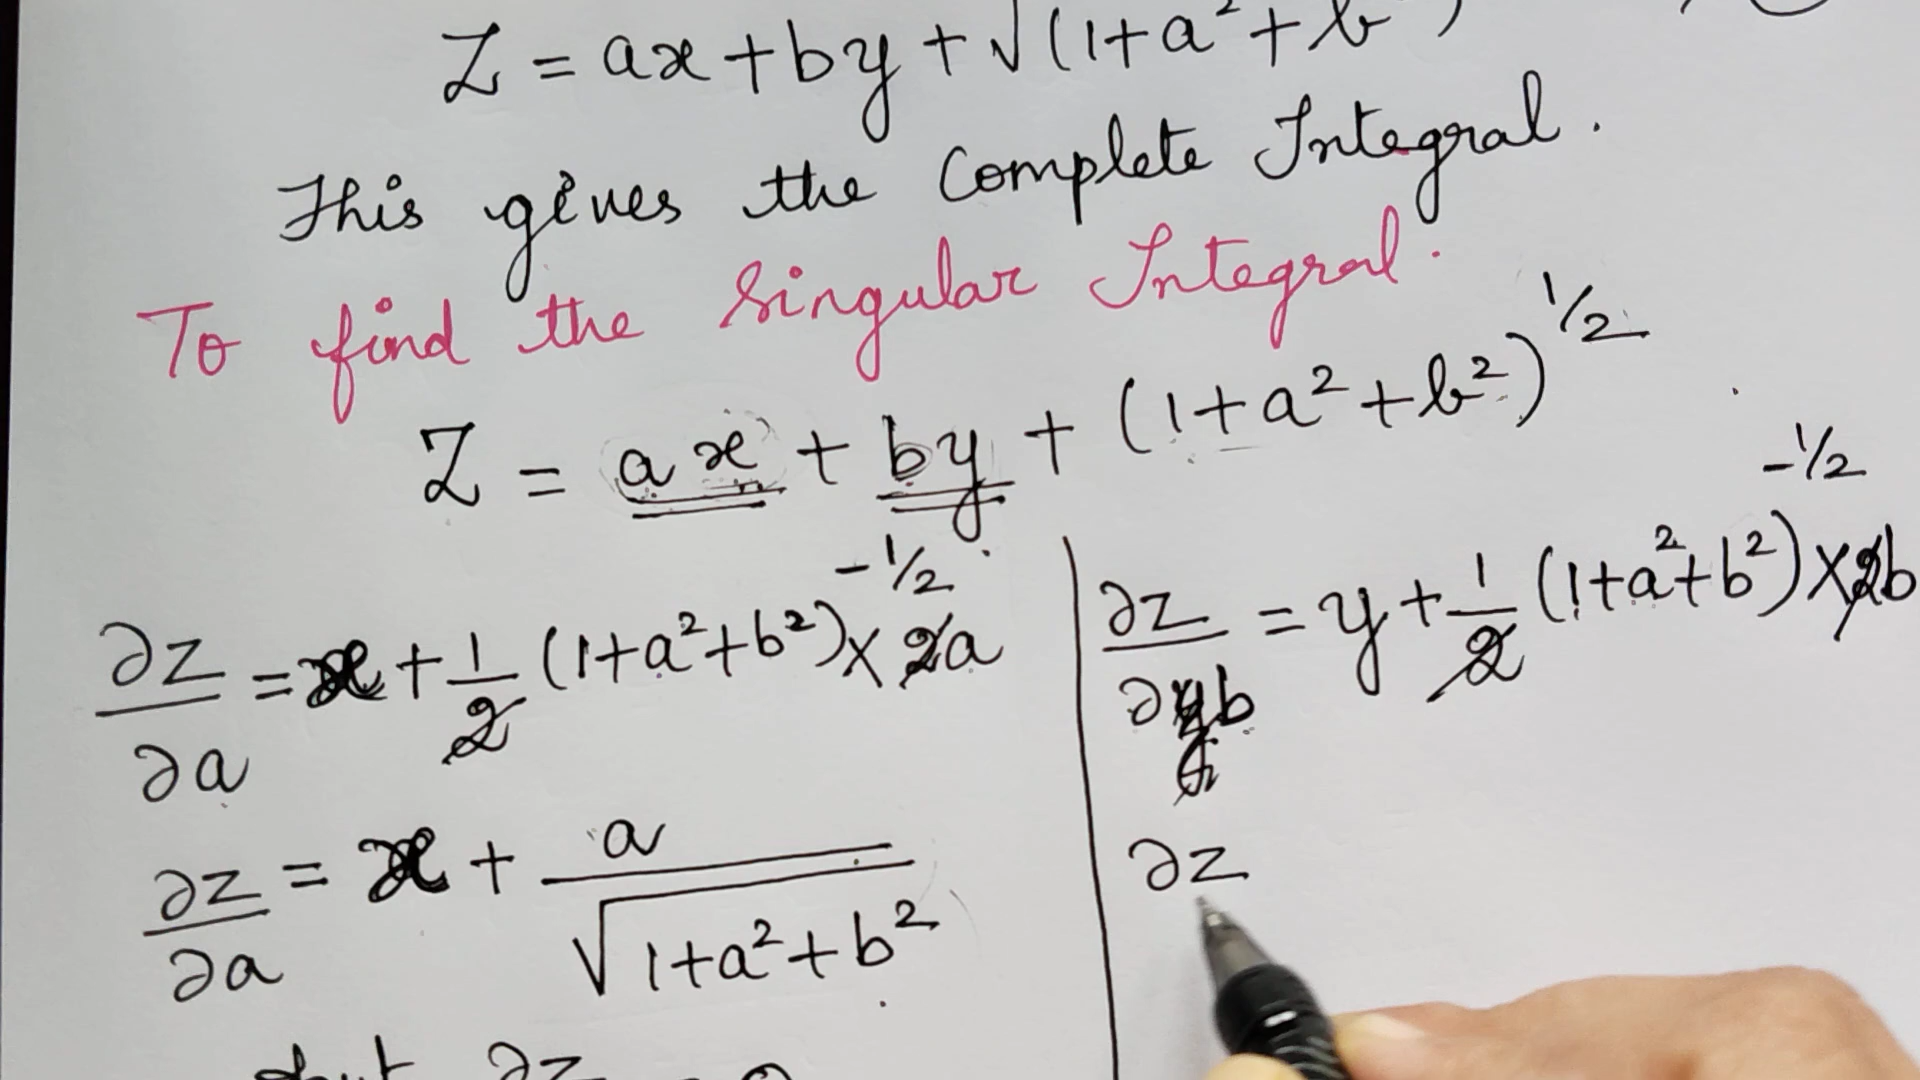 Z = ax + by + √(1+a²+b²)
This gives the Complete Integral.
To find the Singular Integral.
Z = ax + by + (1+a²+b²)^1/2
∂z/∂a = x + 1/2 (1+a²+b²)^-1/2 × 2a
∂z/∂a = x + a/√1+a²+b²
∂z/∂b = y + 1/2 (1+a²+b²)^-1/2 × 2b
∂z
∂z